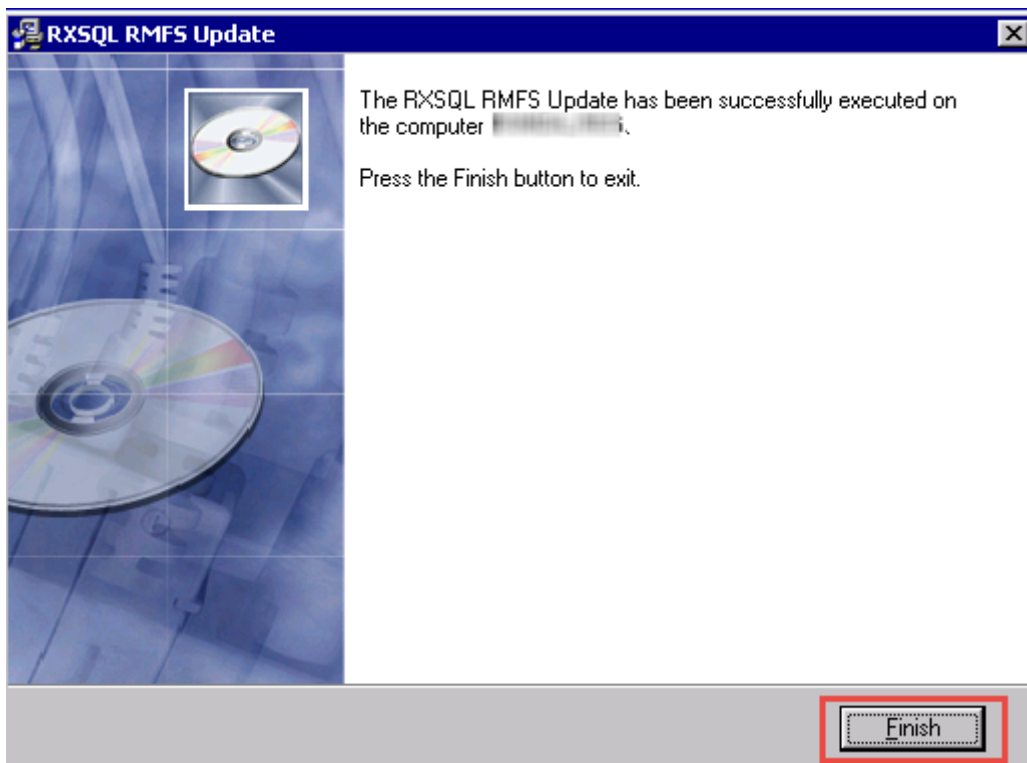 RXSQL RMFS Update
The RXSQL RMFS Update has been successfully executed on
the computer .
Press the Finish button to exit.
Finish